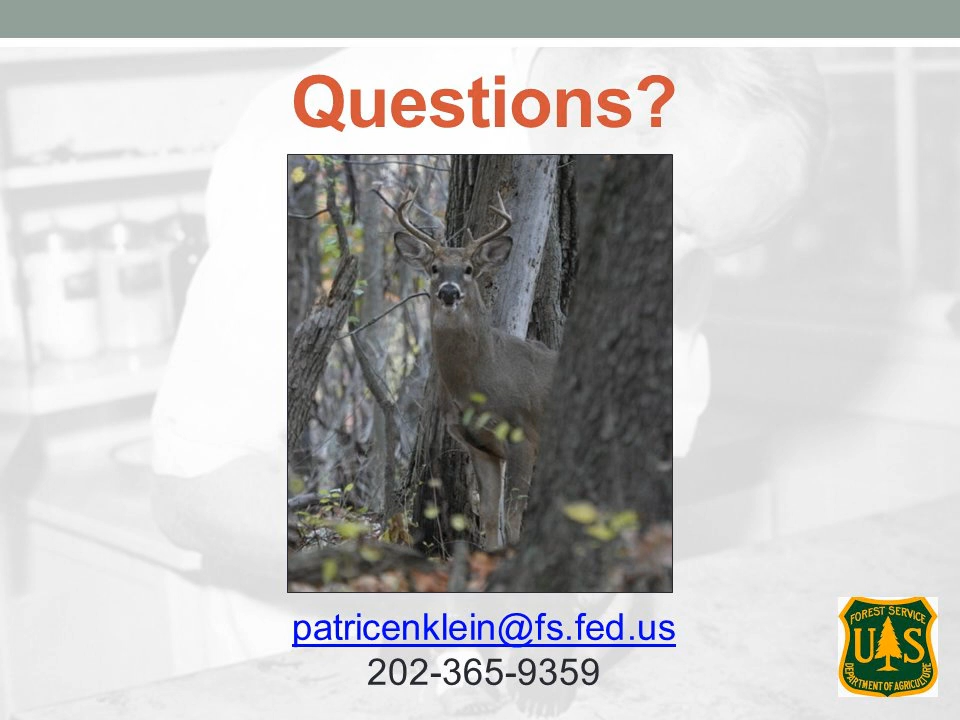 Questions?
patricenklein@fs.fed.us
202-365-9359
FOREST SERVICE
U S
DEPARTMENT OF AGRICULTURE